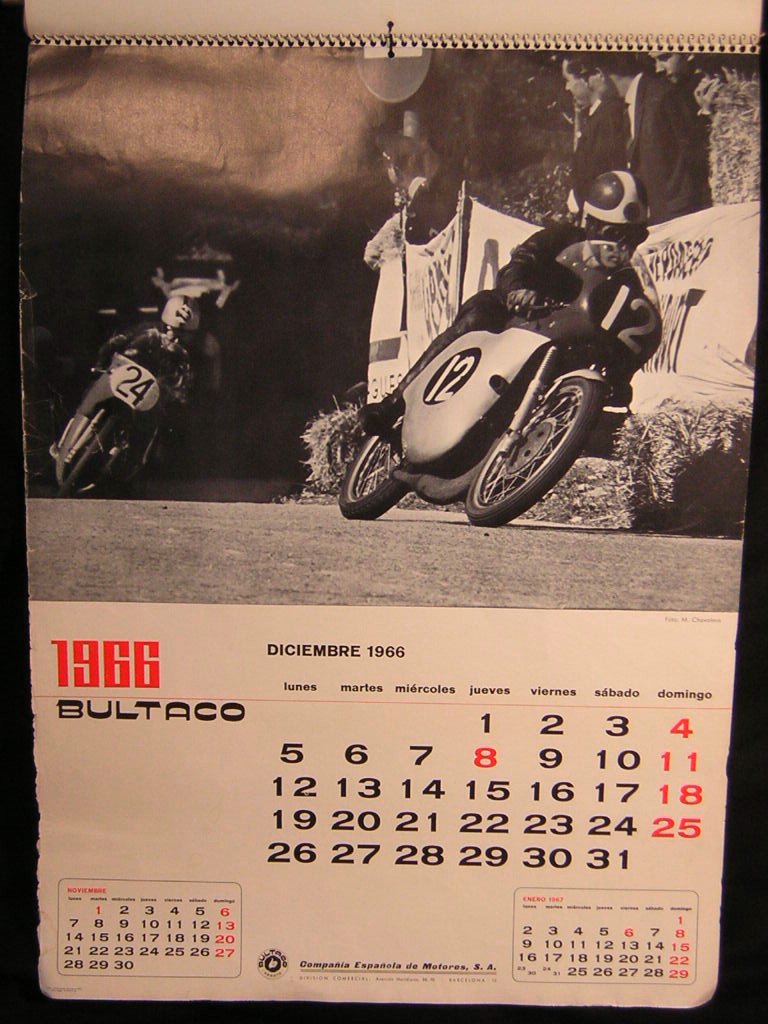 24
12
12
Foto: M.
1966
BULTACO
DICIEMBRE 1966
lunes martes miércoles jueves viernes sábado domingo
1 2 3 4
5 6 7 8 9 10 11
12 13 14 15 16 17 18
19 20 21 22 23 24 25
26 27 28 29 30 31
NOVIEMBRE
lunes martes miércoles jueves viernes sábado domingo
1 2 3 4 5 6
7 8 9 10 11 12 13
14 15 16 17 18 19 20
21 22 23 24 25 26 27
28 29 30
BULTACO
Compañía Española de Motores, S. A.
DIVISION COMERCIAL: BARCELONA
ENERO 1967
lunes martes miércoles jueves viernes sábado domingo
1
2 3 4 5 6 7 8
9 10 11 12 13 14 15
16 17 18 19 20 21 22
23 30 24 31 25 26 27 28 29